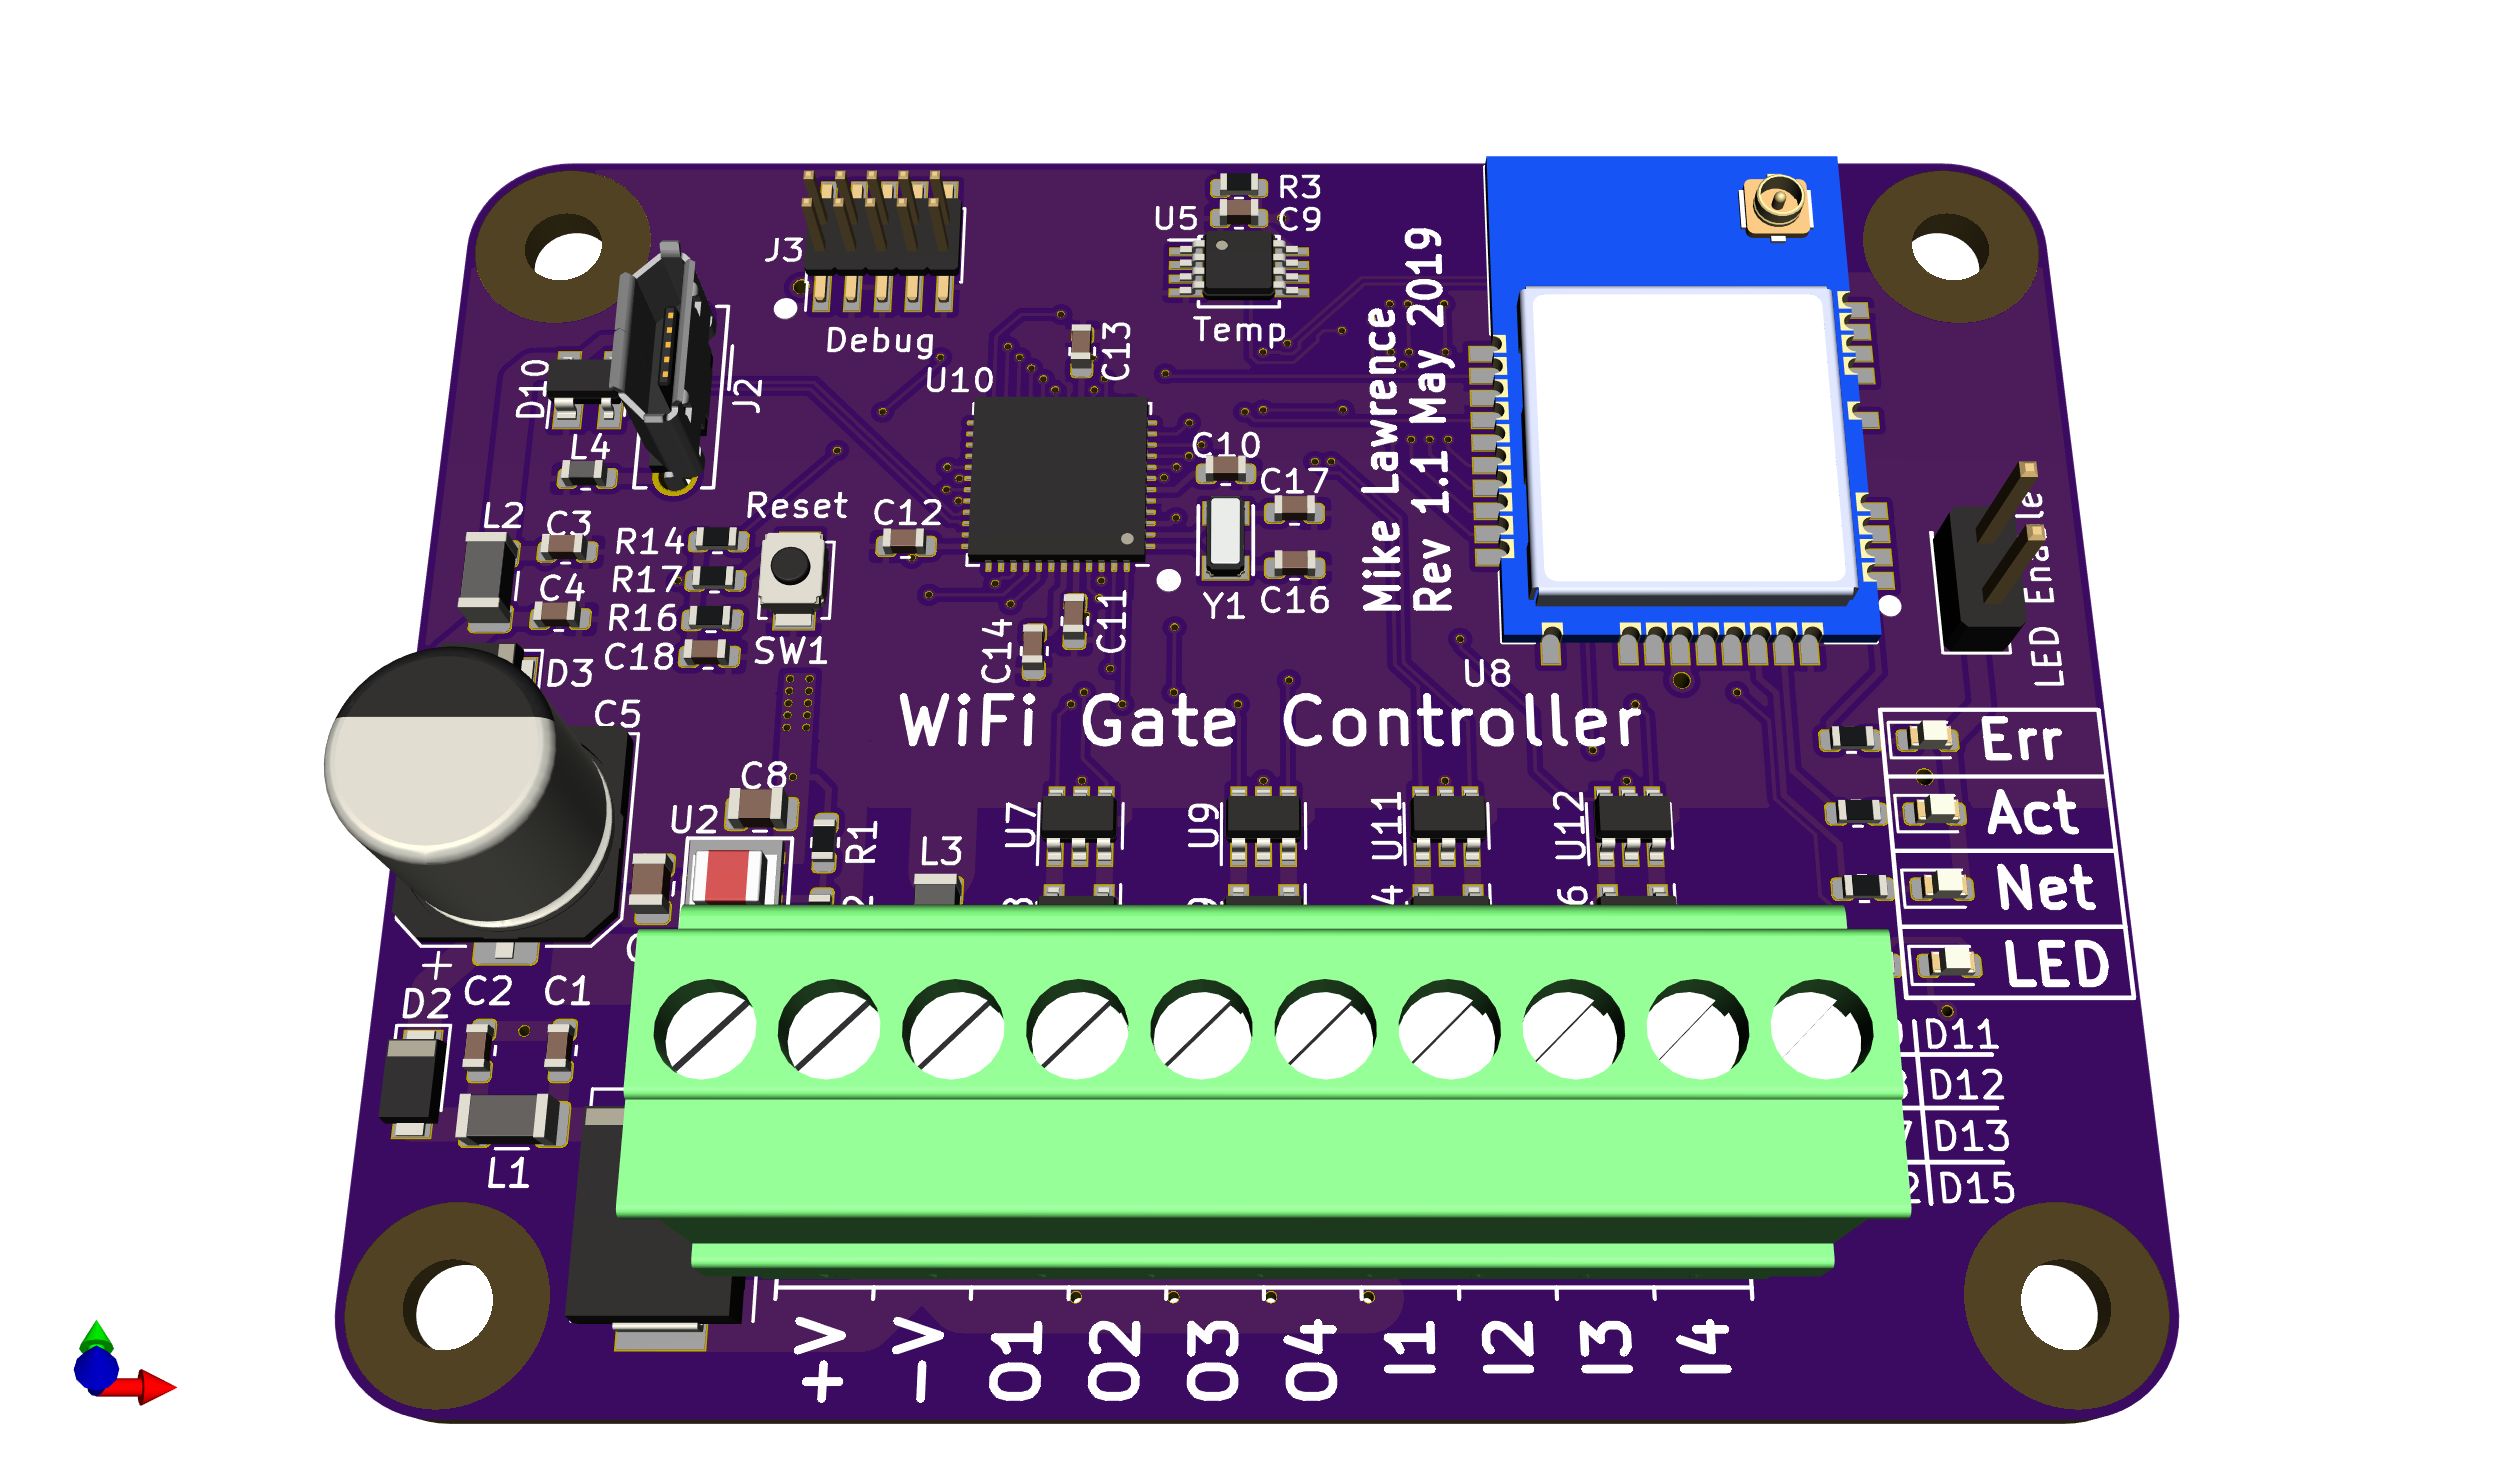 R3
U5
C9
J3
Temp
Debug
C13
U10
D10
J2
Mike Lawrence
Rev 1.1 May 2019
L4
C10
C17
Reset
L2
C3
C12
R14
R17
C4
R16
C18
SW1
Y1
C16
C14
C11
LED Enable
D3
U8
C5
WiFi Gate Controller
Err
C8
U2
R1
L3
U7
U9
U11
U12
Act
Net
LED
+
D2
C2
C1
L1
D11
D12
D13
D15
+V
-V
O1
O2
O3
O4
I1
I2
I3
I4